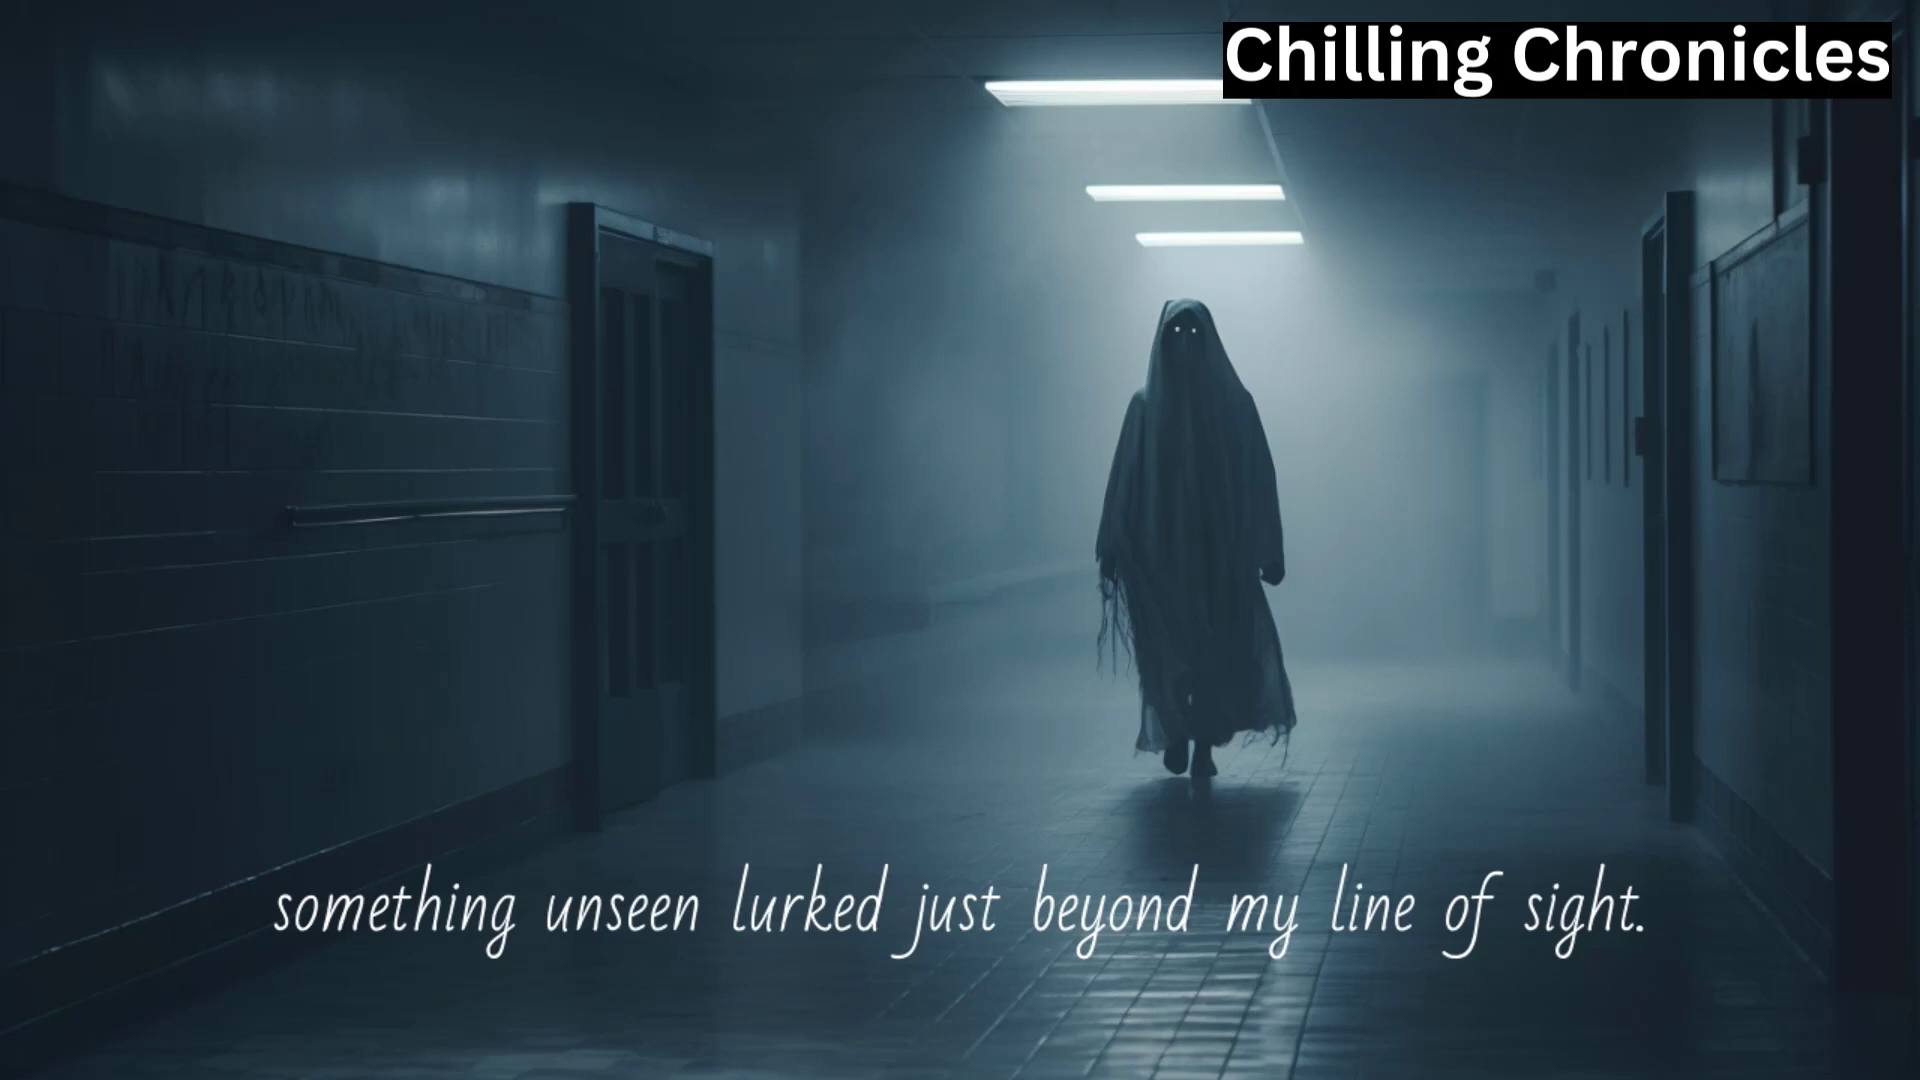 Chilling Chronicles
something unseen lurked just beyond my line of sight.